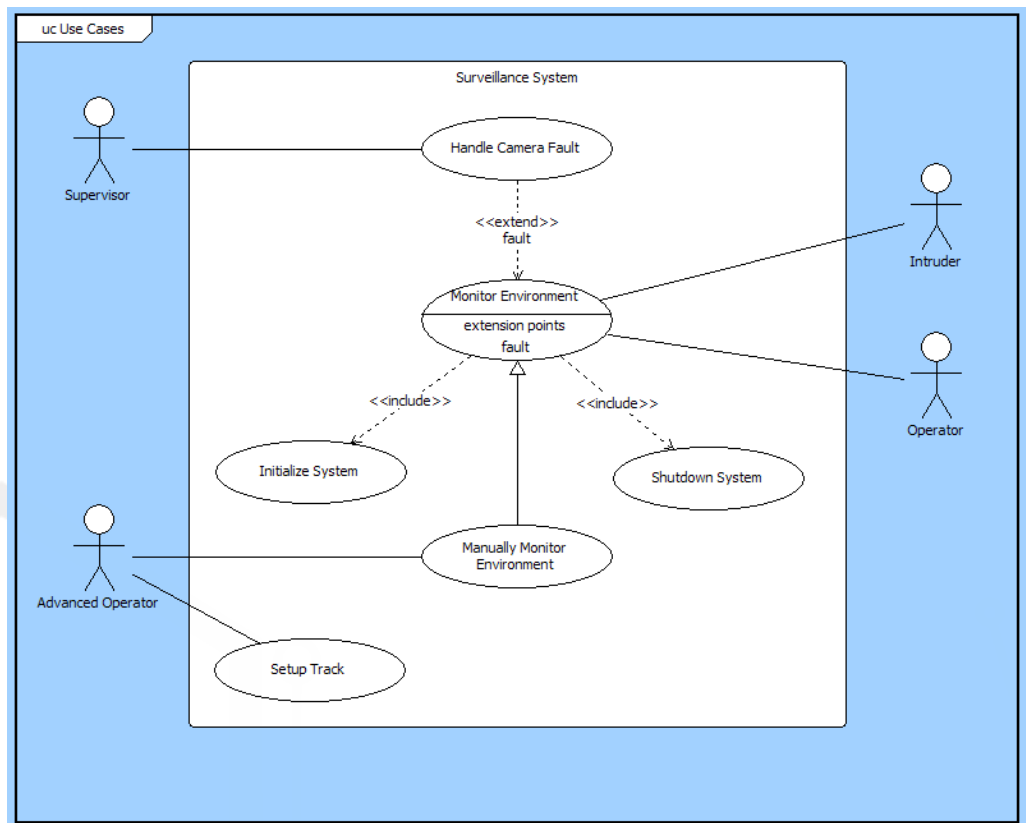 uc Use Cases
Surveillance System
Handle Camera Fault
Supervisor
<<extend>>
fault
Intruder
Monitor Environment
extension points
fault
<<include>>
<<include>>
Operator
Initialize System
Shutdown System
Manually Monitor
Environment
Advanced Operator
Setup Track